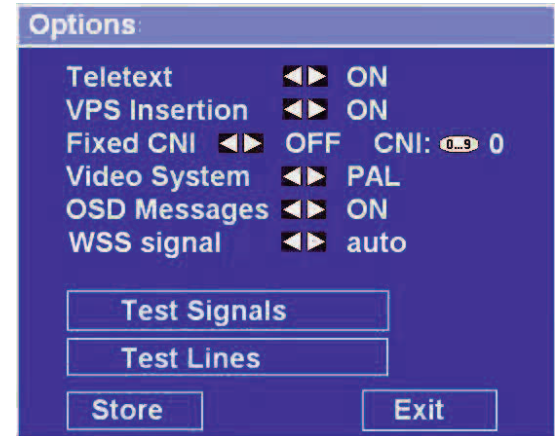 Options
Teletext ON
VPS Insertion ON
Fixed CNI OFF CNI: 0...9 0
Video System PAL
OSD Messages ON
WSS signal auto
Test Signals
Test Lines
Store Exit